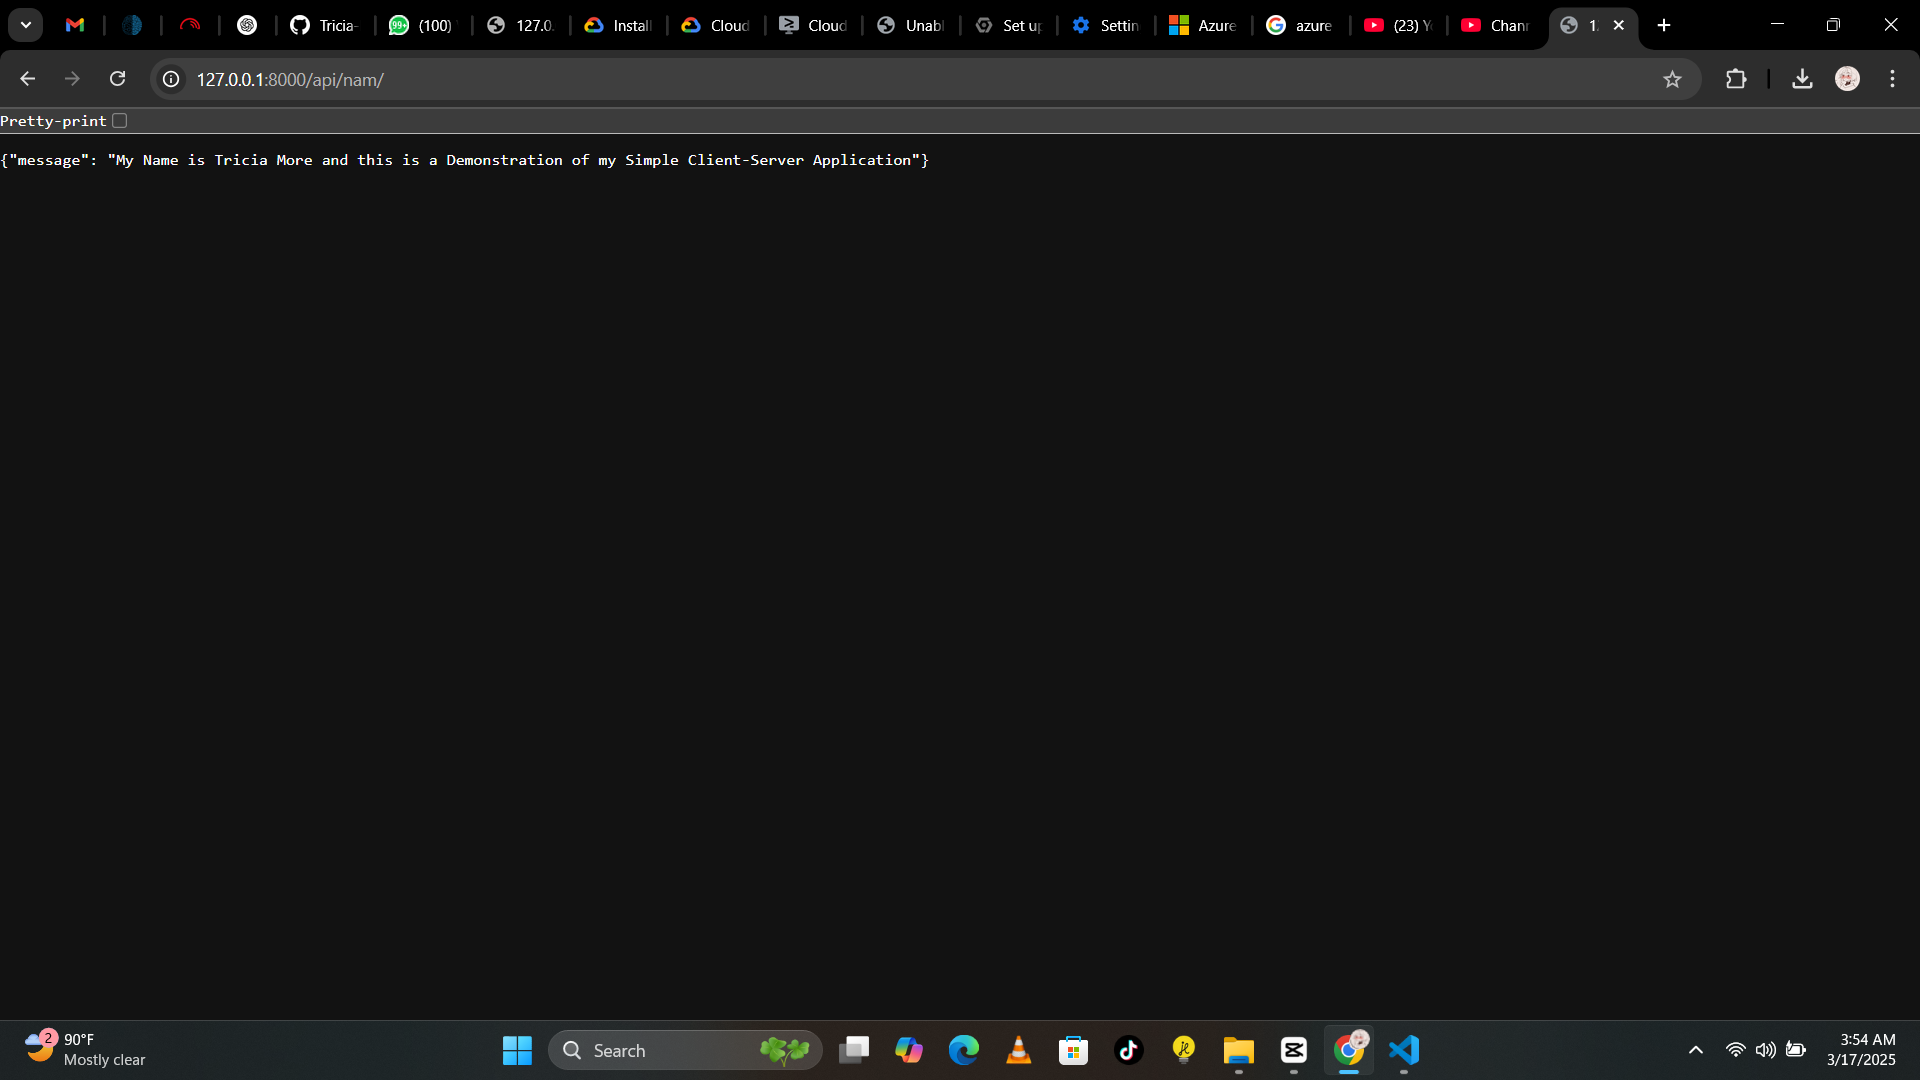 Tricia-
(100)
127.0.
Install
Cloud
Cloud
Unabl
Set up
Settin
Azure
azure
(23) Y
Chann
127.0.0.1:8000/api/nam/
Pretty-print
{"message": "My Name is Tricia More and this is a Demonstration of my Simple Client-Server Application"}
2
90°F
Mostly clear
Search
3:54 AM
3/17/2025